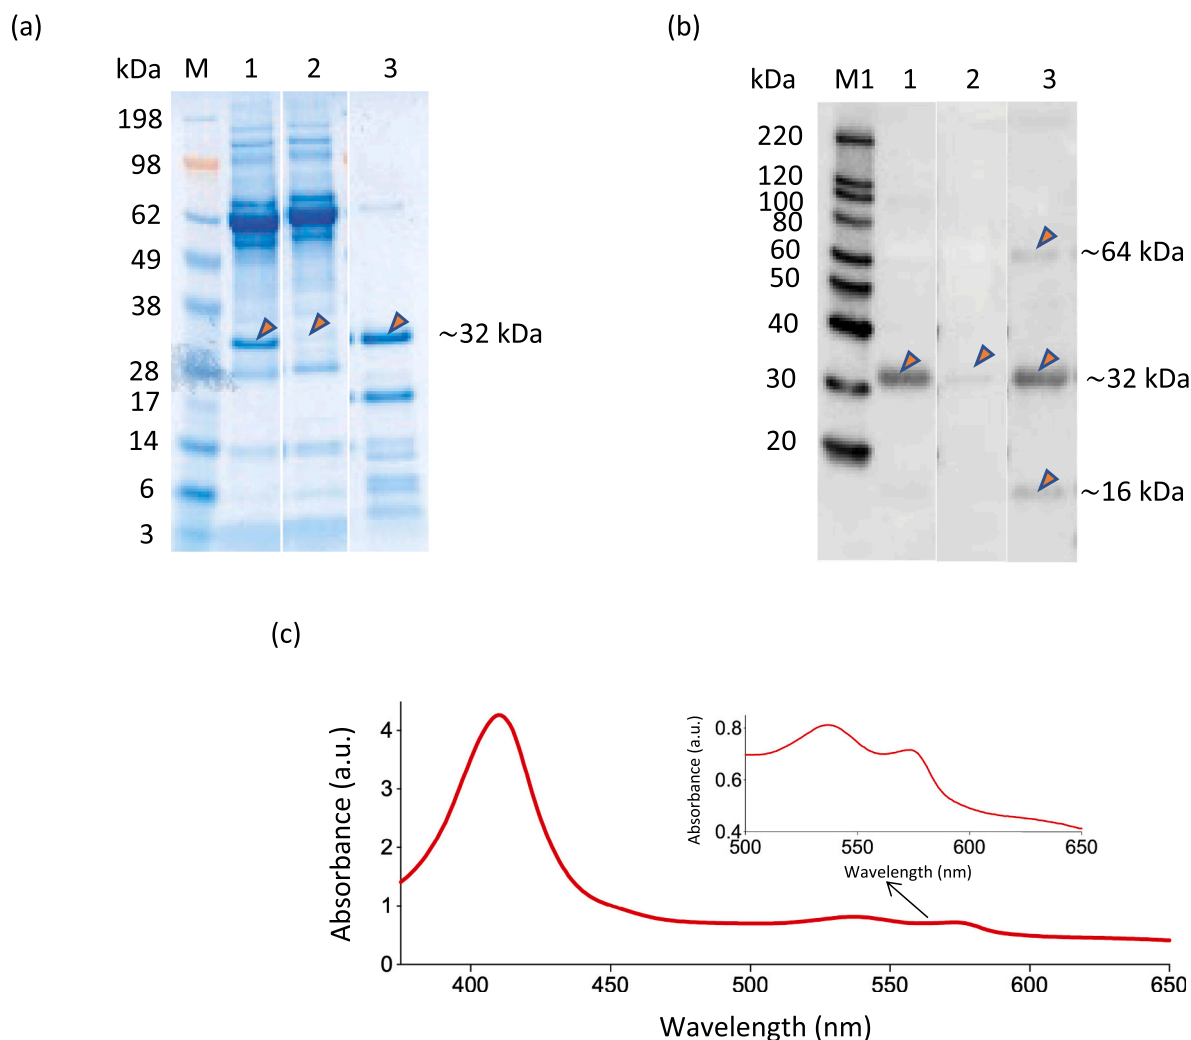 (a)
kDa M 1 2 3
198
98
62
49
38
28
17
14
6
3
~32 kDa
(b)
kDa M1 1 2 3
220
120
100
80
60
50
40
30
20
~64 kDa
~32 kDa
~16 kDa
(c)
Absorbance (a.u.)
4
3
2
1
0
400 450 500 550 600 650
Wavelength (nm)
Absorbance (a.u.)
0.8
0.6
0.4
500 550 600 650
Wavelength (nm)